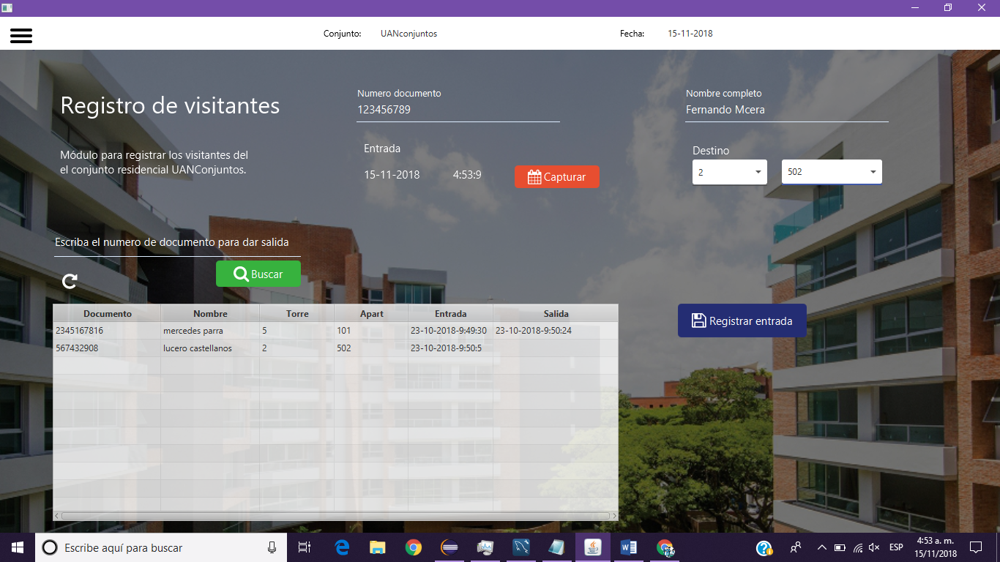 Conjunto: UANconjuntos Fecha: 15-11-2018
Registro de visitantes
Módulo para registrar los visitantes del
el conjunto residencial UANConjuntos.
Numero documento
123456789
Nombre completo
Fernando Mcera
Entrada
15-11-2018 4:53:9 Capturar
Destino
2 502
Escriba el numero de documento para dar salida
Buscar
Documento Nombre Torre Apart Entrada Salida
2345167816 mercedes parra 5 101 23-10-2018-9:49:30 23-10-2018-9:50:24
567432908 lucero castellanos 2 502 23-10-2018-9:50:5
Registrar entrada
Escribe aquí para buscar
ESP
4:53 a. m.
15/11/2018